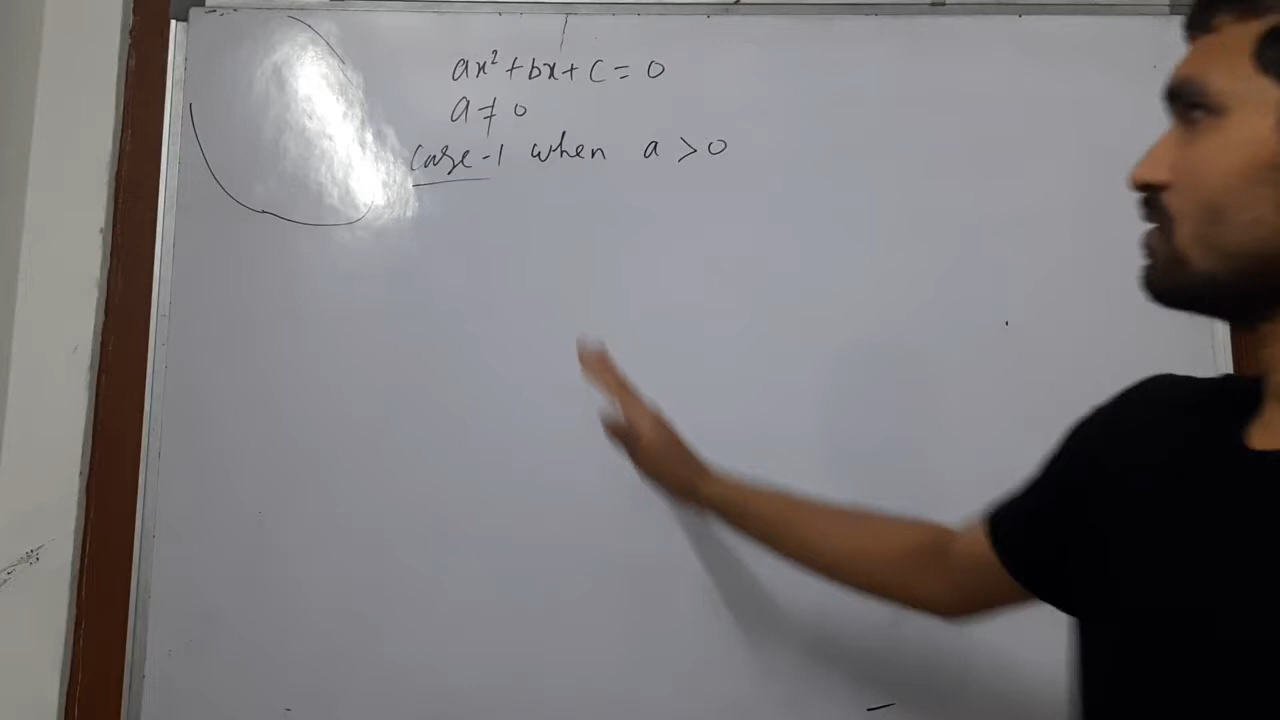 ax² + bx + c = 0
a ≠ 0
case-1 when a > 0